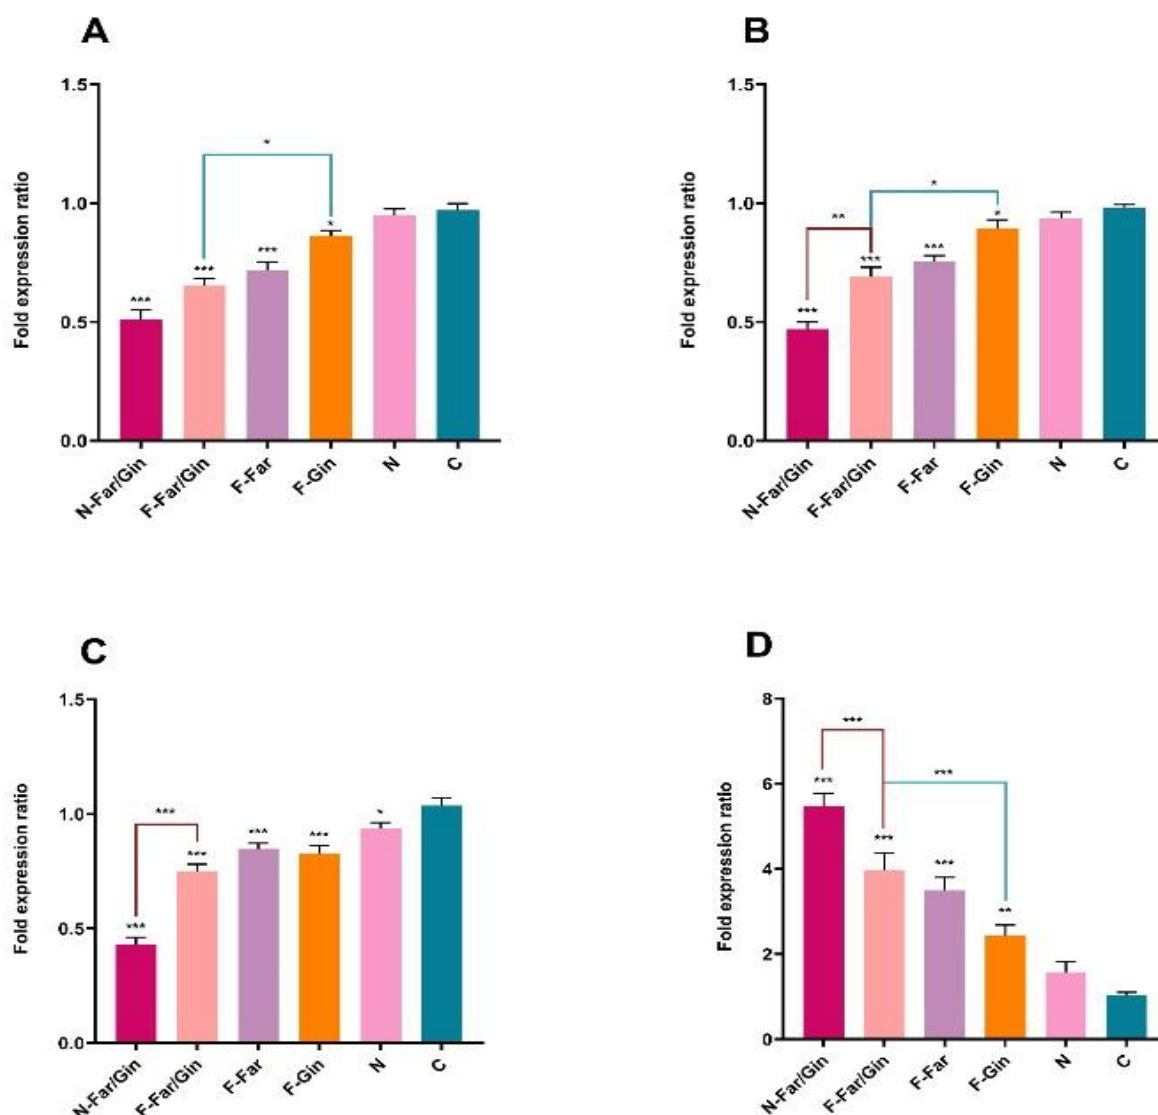 A
Fold expression ratio
1.5
1.0
0.5
0.0
*
***
***
***
*
N-Far/Gin
F-Far/Gin
F-Far
F-Gin
N
C
B
Fold expression ratio
1.5
1.0
0.5
0.0
**
*
***
***
***
*
N-Far/Gin
F-Far/Gin
F-Far
F-Gin
N
C
C
Fold expression ratio
1.5
1.0
0.5
0.0
***
***
***
***
***
*
N-Far/Gin
F-Far/Gin
F-Far
F-Gin
N
C
D
Fold expression ratio
8
6
4
2
0
***
***
***
***
***
**
N-Far/Gin
F-Far/Gin
F-Far
F-Gin
N
C